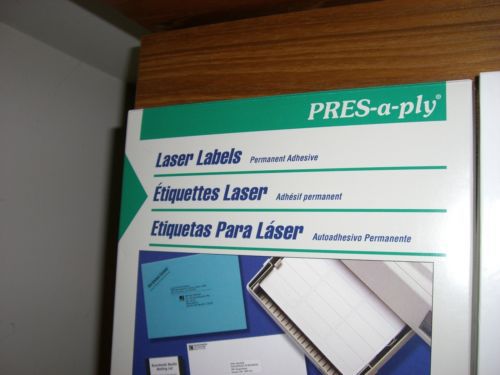 PRES-a-ply®
Laser Labels Permanent Adhesive
Étiquettes Laser Adhésif permanent
Etiquetas Para Láser Autoadhesivo Permanente